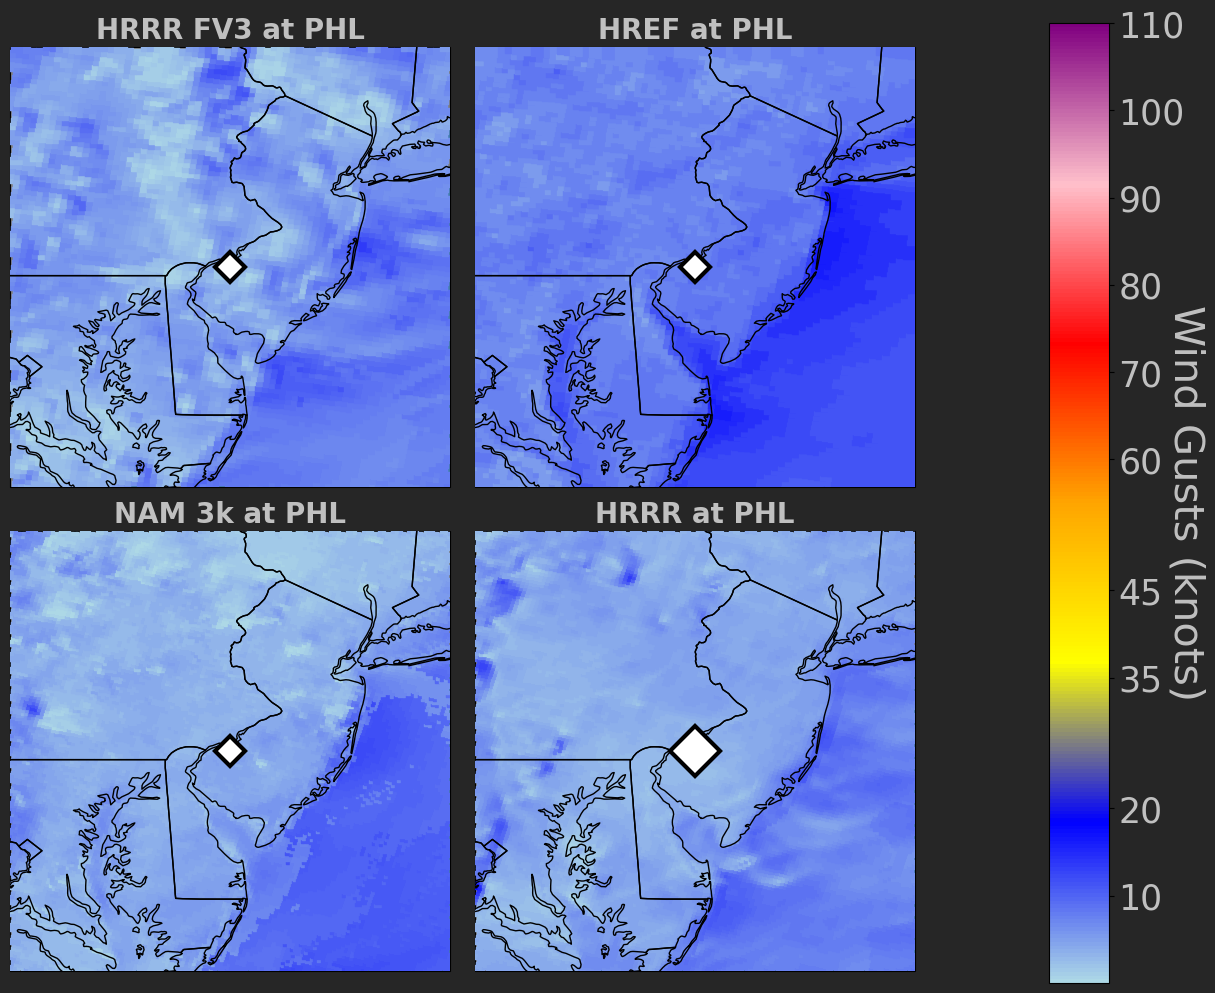 HRRR FV3 at PHL
HREF at PHL
NAM 3k at PHL
HRRR at PHL
110
100
90
80
70
60
45
35
20
10
Wind Gusts (knots)